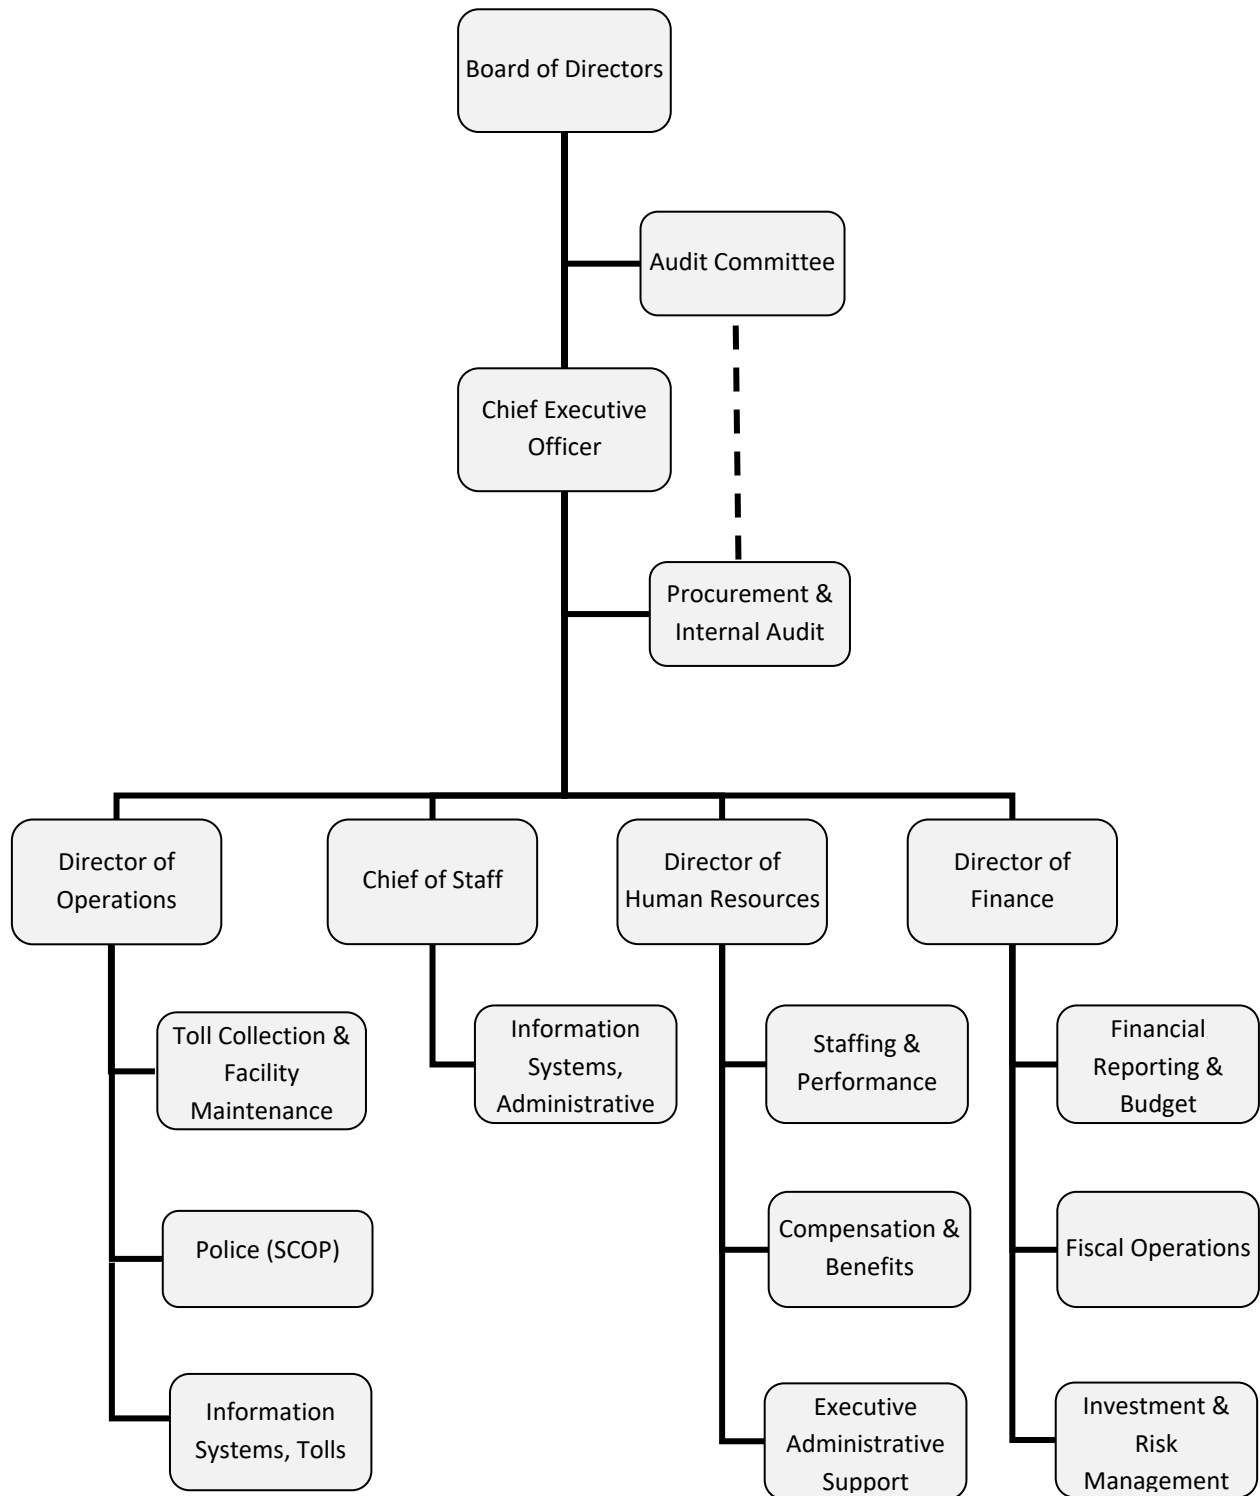 Board of Directors
Audit Committee
Chief Executive
Officer
Procurement &
Internal Audit
Director of
Operations
Chief of Staff
Director of
Human Resources
Director of
Finance
Toll Collection &
Facility
Maintenance
Information
Systems,
Administrative
Staffing &
Performance
Financial
Reporting &
Budget
Police (SCOP)
Compensation &
Benefits
Fiscal Operations
Information
Systems, Tolls
Executive
Administrative
Support
Investment &
Risk
Management